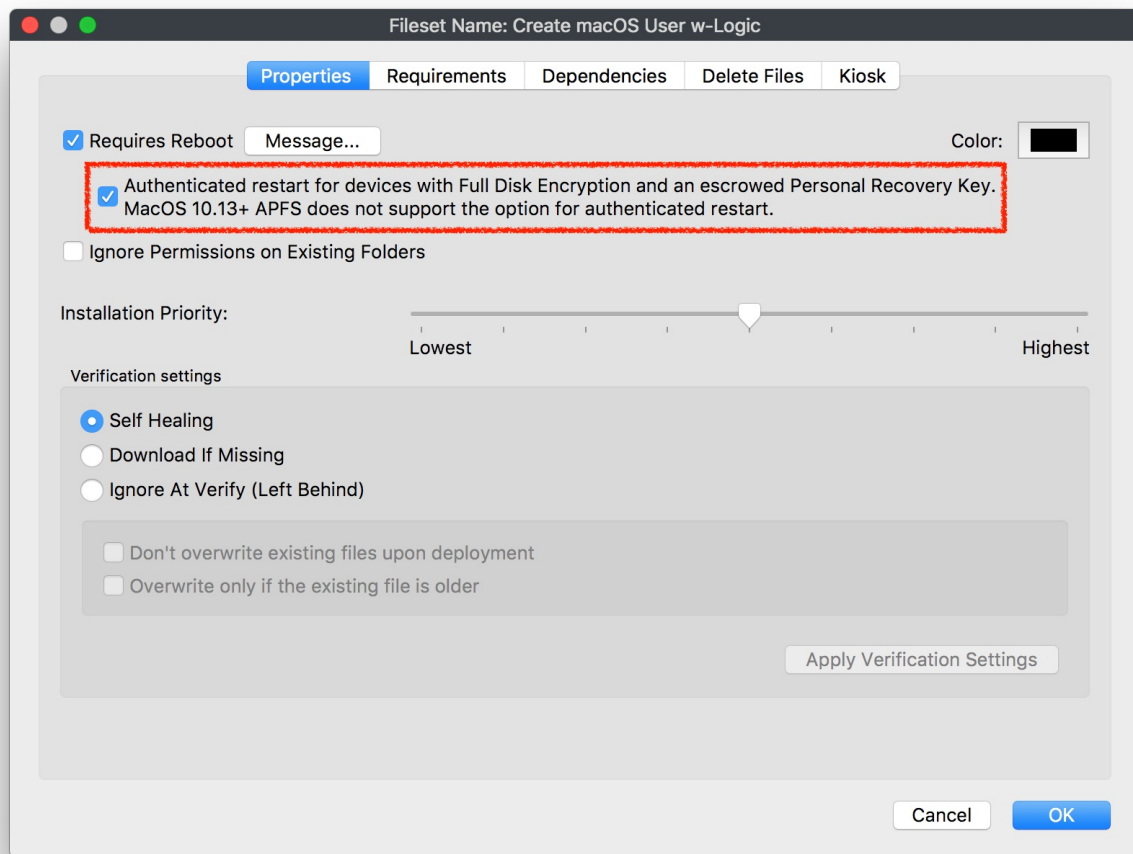 Fileset Name: Create macOS User w-Logic
Properties
Requirements
Dependencies
Delete Files
Kiosk
Requires Reboot
Message...
Color:
Authenticated restart for devices with Full Disk Encryption and an escrowed Personal Recovery Key.
MacOS 10.13+ APFS does not support the option for authenticated restart.
Ignore Permissions on Existing Folders
Installation Priority:
Lowest
Highest
Verification settings
Self Healing
Download If Missing
Ignore At Verify (Left Behind)
Don't overwrite existing files upon deployment
Overwrite only if the existing file is older
Apply Verification Settings
Cancel
OK